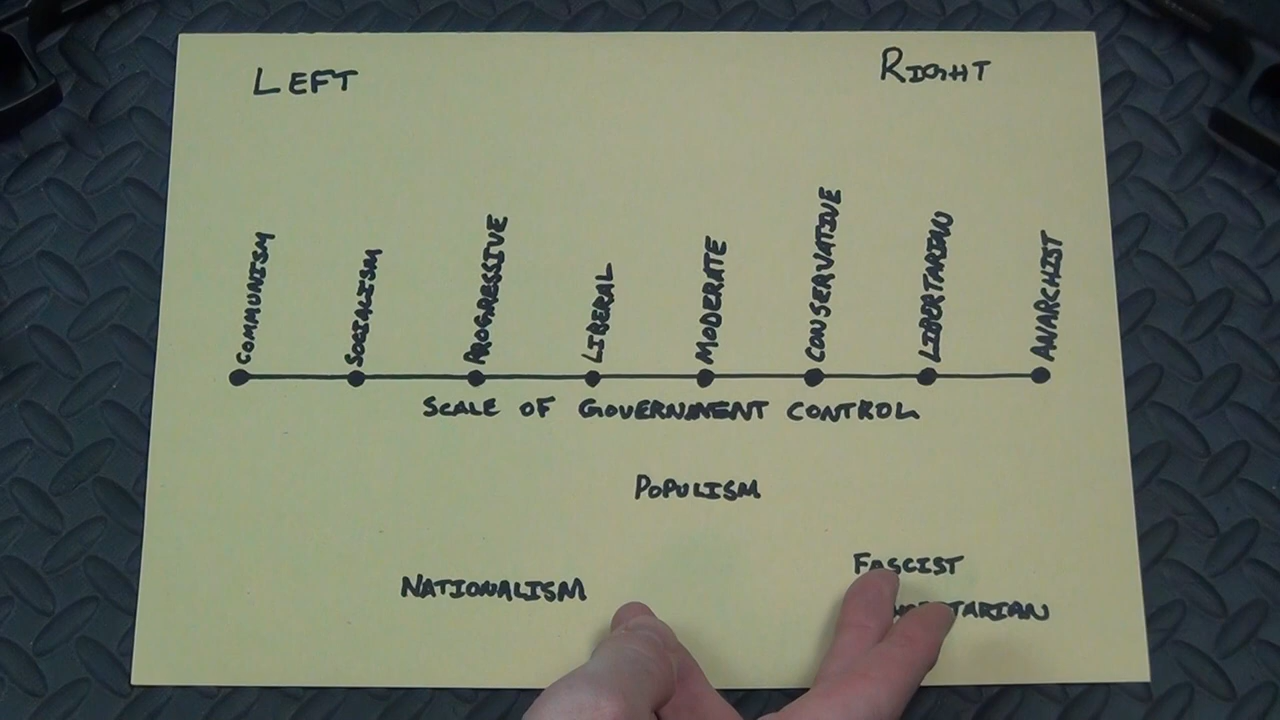 LEFT
RIGHT
COMMUNISM
SOCIALISM
PROGRESSIVE
LIBERAL
MODERATE
CONSERVATIVE
LIBERTARIAN
ANARCHIST
SCALE OF GOVERNMENT CONTROL
POPULISM
FASCIST
NATIONALISM